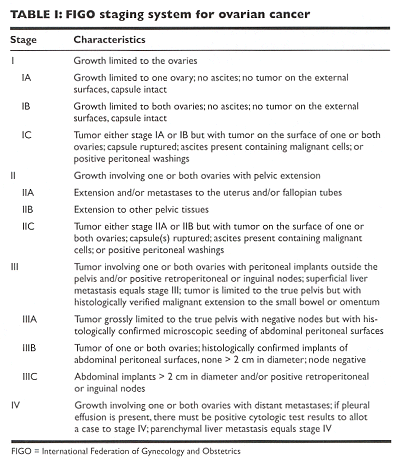 TABLE I: FIGO staging system for ovarian cancer
Stage Characteristics
I Growth limited to the ovaries
IA Growth limited to one ovary; no ascites; no tumor on the external
surfaces, capsule intact
IB Growth limited to both ovaries; no ascites; no tumor on the external
surfaces, capsule intact
IC Tumor either stage IA or IB but with tumor on the surface of one or both
ovaries; capsule ruptured; ascites present containing malignant cells; or
positive peritoneal washings
II Growth involving one or both ovaries with pelvic extension
IIA Extension and/or metastases to the uterus and/or fallopian tubes
IIB Extension to other pelvic tissues
IIC Tumor either stage IIA or IIB but with tumor on the surface of one or
both ovaries; capsule(s) ruptured; ascites present containing malignant
cells; or positive peritoneal washings
III Tumor involving one or both ovaries with peritoneal implants outside the
pelvis and/or positive retroperitoneal or inguinal nodes; superficial liver
metastasis equals stage III; tumor is limited to the true pelvis but with
histologically verified malignant extension to the small bowel or omentum
IIIA Tumor grossly limited to the true pelvis with negative nodes but with his-
tologically confirmed microscopic seeding of abdominal peritoneal surfaces
IIIB Tumor of one or both ovaries; histologically confirmed implants of
abdominal peritoneal surfaces, none > 2 cm in diameter; node negative
IIIC Abdominal implants > 2 cm in diameter and/or positive retroperitoneal
or inguinal nodes
IV Growth involving one or both ovaries with distant metastases; if pleural
effusion is present, there must be positive cytologic test results to allot
a case to stage IV; parenchymal liver metastasis equals stage IV
FIGO = International Federation of Gynecology and Obstetrics